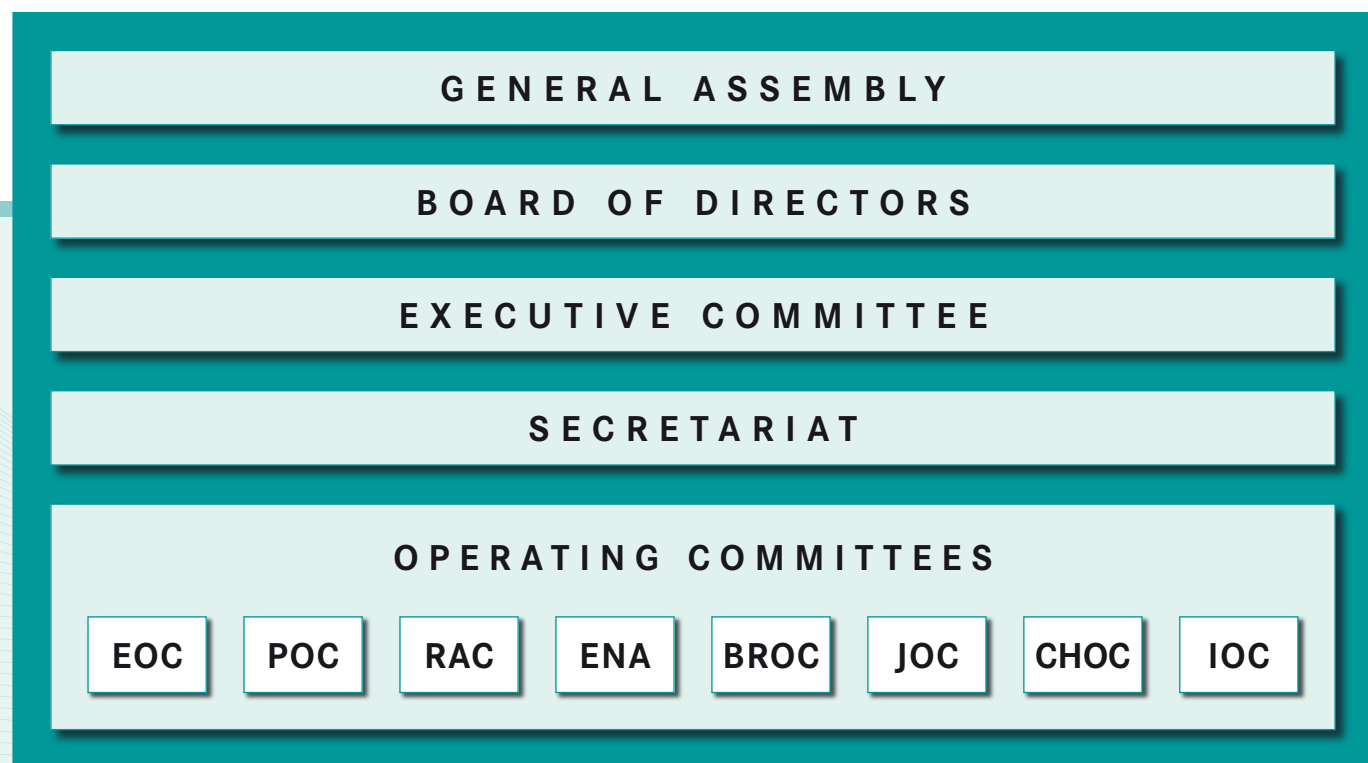 GENERAL ASSEMBLY
BOARD OF DIRECTORS
EXECUTIVE COMMITTEE
SECRETARIAT
OPERATING COMMITTEES
EOC POC RAC ENA BROC JOC CHOC IOC